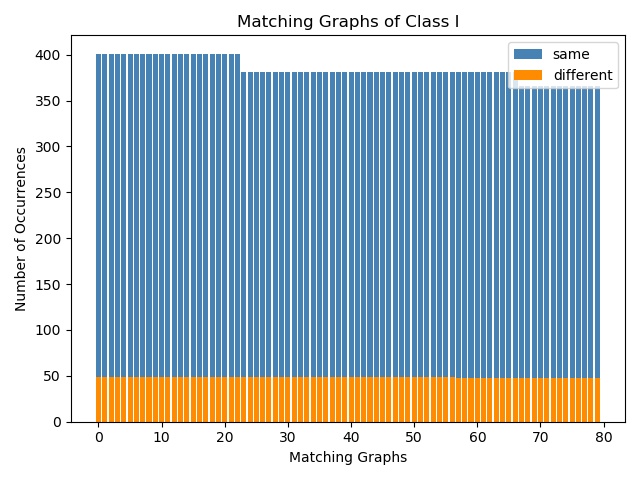 Matching Graphs of Class I
same
different
Number of Occurrences
400
350
300
250
200
150
100
50
0
0 10 20 30 40 50 60 70 80
Matching Graphs